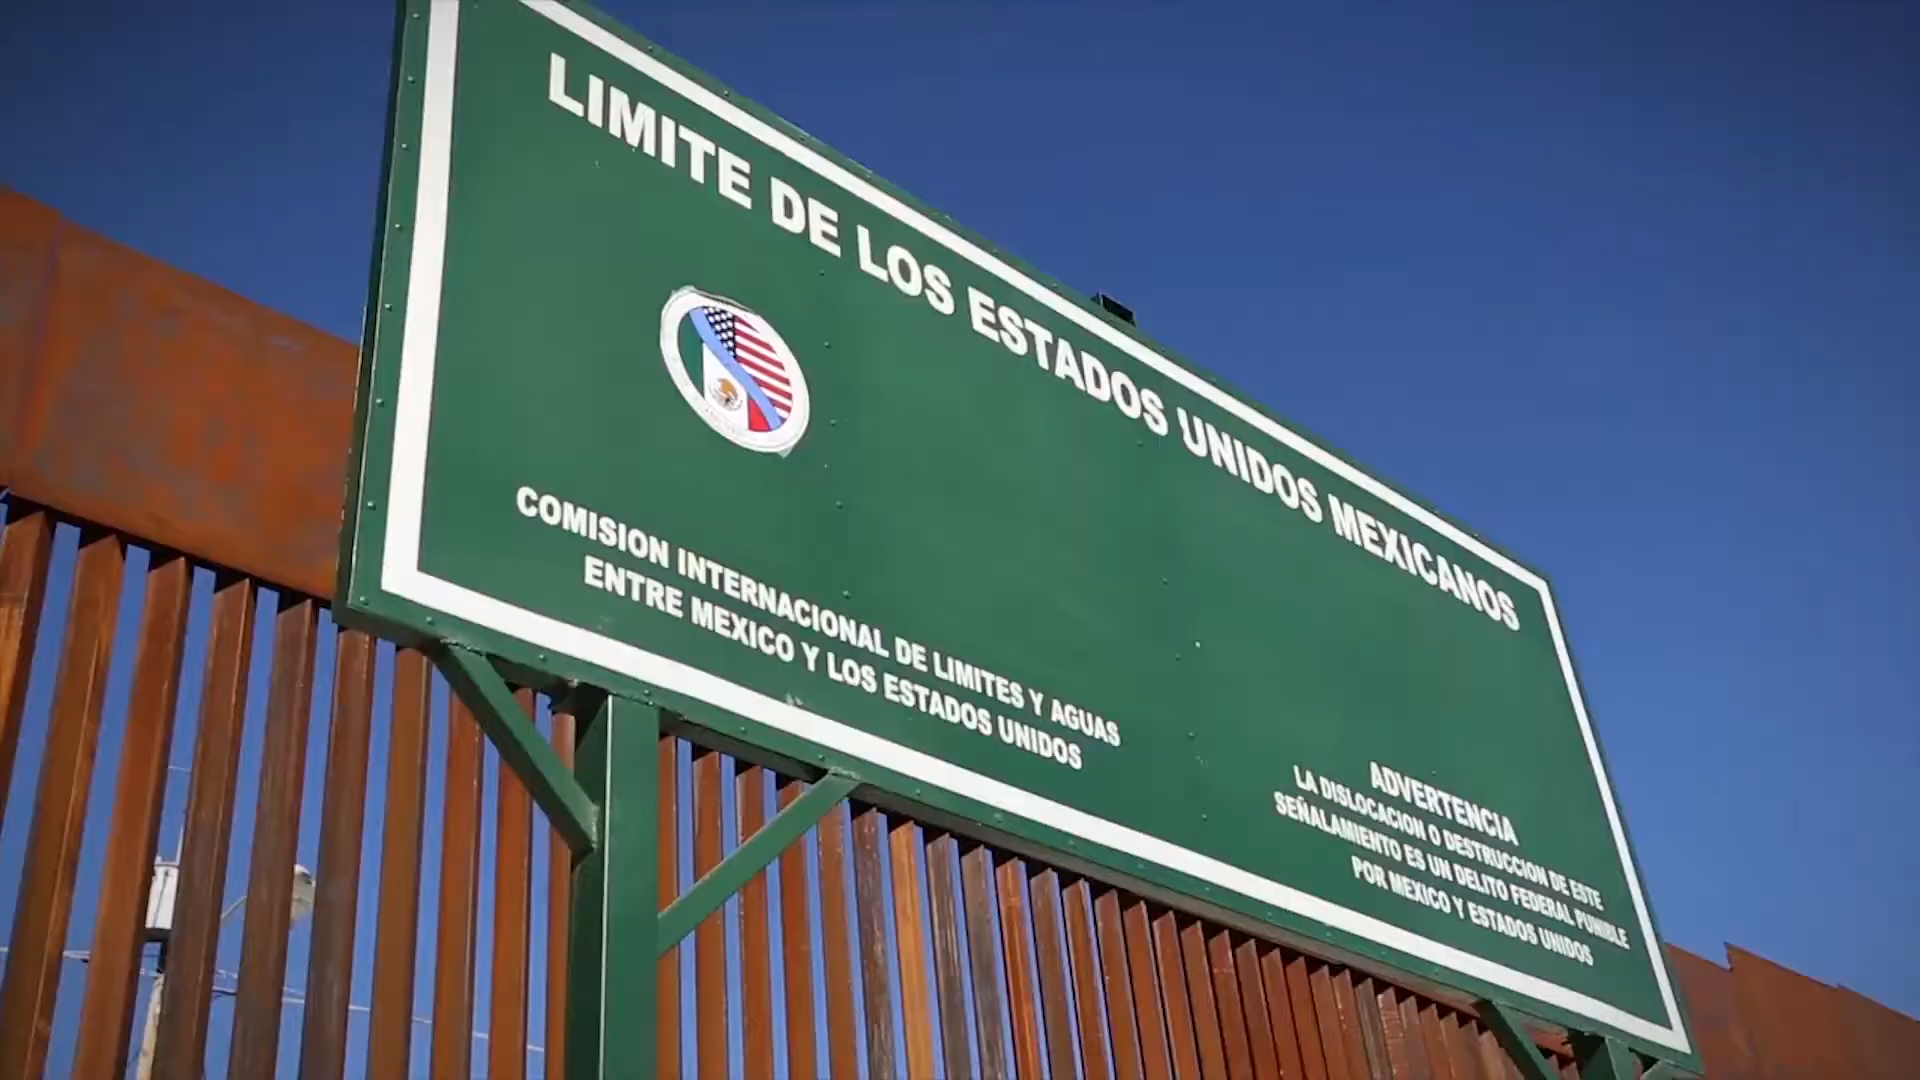 LIMITE DE LOS ESTADOS UNIDOS MEXICANOS
COMISION INTERNACIONAL DE LIMITES Y AGUAS
ENTRE MEXICO Y LOS ESTADOS UNIDOS
ADVERTENCIA
LA DISLOCACION O DESTRUCCION DE ESTE
SEÑALAMIENTO ES UN DELITO FEDERAL PUNIBLE
POR MEXICO Y ESTADOS UNIDOS